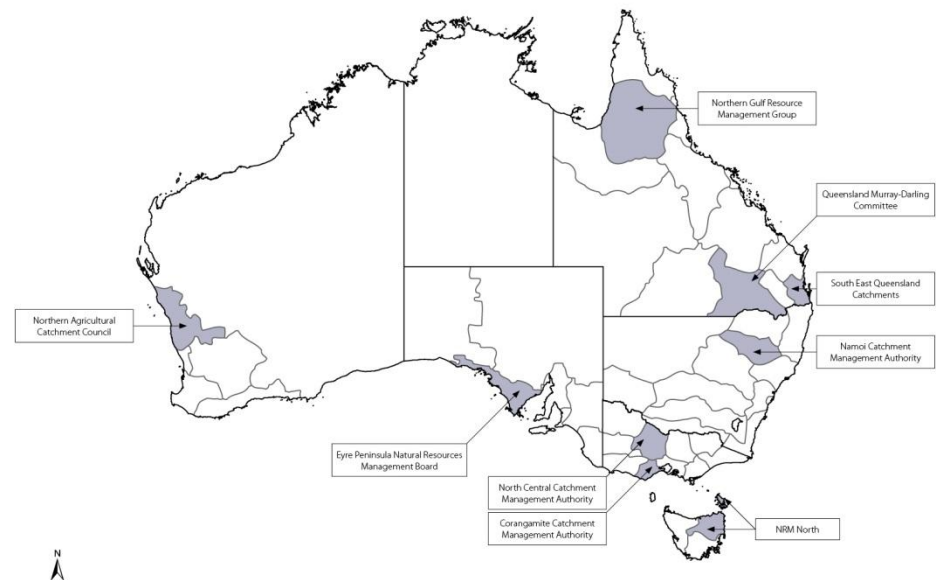 Northern Gulf Resource
Management Group
Queensland Murray-Darling
Committee
South East Queensland
Catchments
Northern Agricultural
Catchment Council
Namoi Catchment
Management Authority
Eyre Peninsula Natural Resources
Management Board
North Central Catchment
Management Authority
Corangamite Catchment
Management Authority
NRM North
N